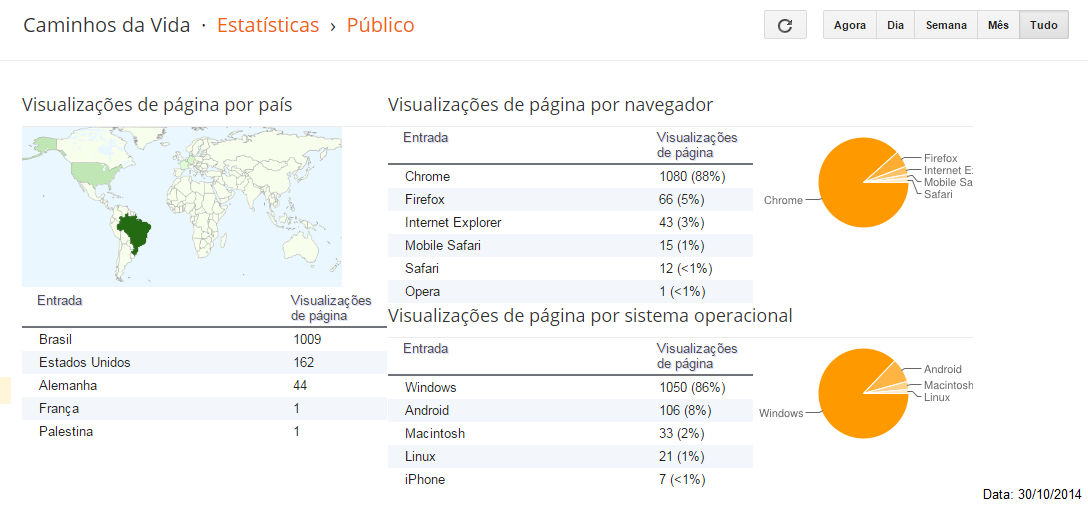 Caminhos da Vida · Estatísticas › Público
Agora Dia Semana Mês Tudo
Visualizações de página por país
Entrada Visualizações de página
Brasil 1009
Estados Unidos 162
Alemanha 44
França 1
Palestina 1
Visualizações de página por navegador
Entrada Visualizações de página
Chrome 1080 (88%)
Firefox 66 (5%)
Internet Explorer 43 (3%)
Mobile Safari 15 (1%)
Safari 12 (<1%)
Opera 1 (<1%)
Chrome
Firefox
Internet E:
Mobile Sa
Safari
Visualizações de página por sistema operacional
Entrada Visualizações de página
Windows 1050 (86%)
Android 106 (8%)
Macintosh 33 (2%)
Linux 21 (1%)
iPhone 7 (<1%)
Windows
Android
Macintosh
Linux
Data: 30/10/2014